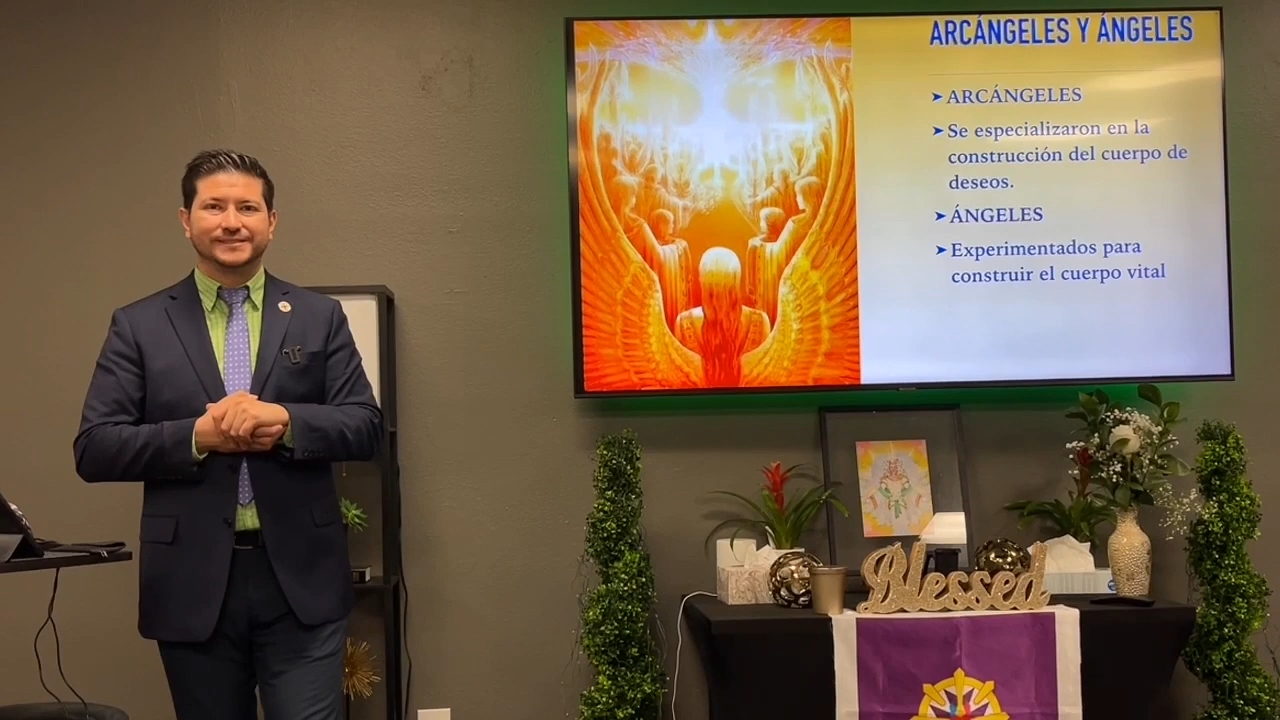 ARCÁNGELES Y ÁNGELES
➤ARCÁNGELES
➤Se especializaron en la
construcción del cuerpo de
deseos.
➤ÁNGELES
➤Experimentados para
construir el cuerpo vital
Blessed